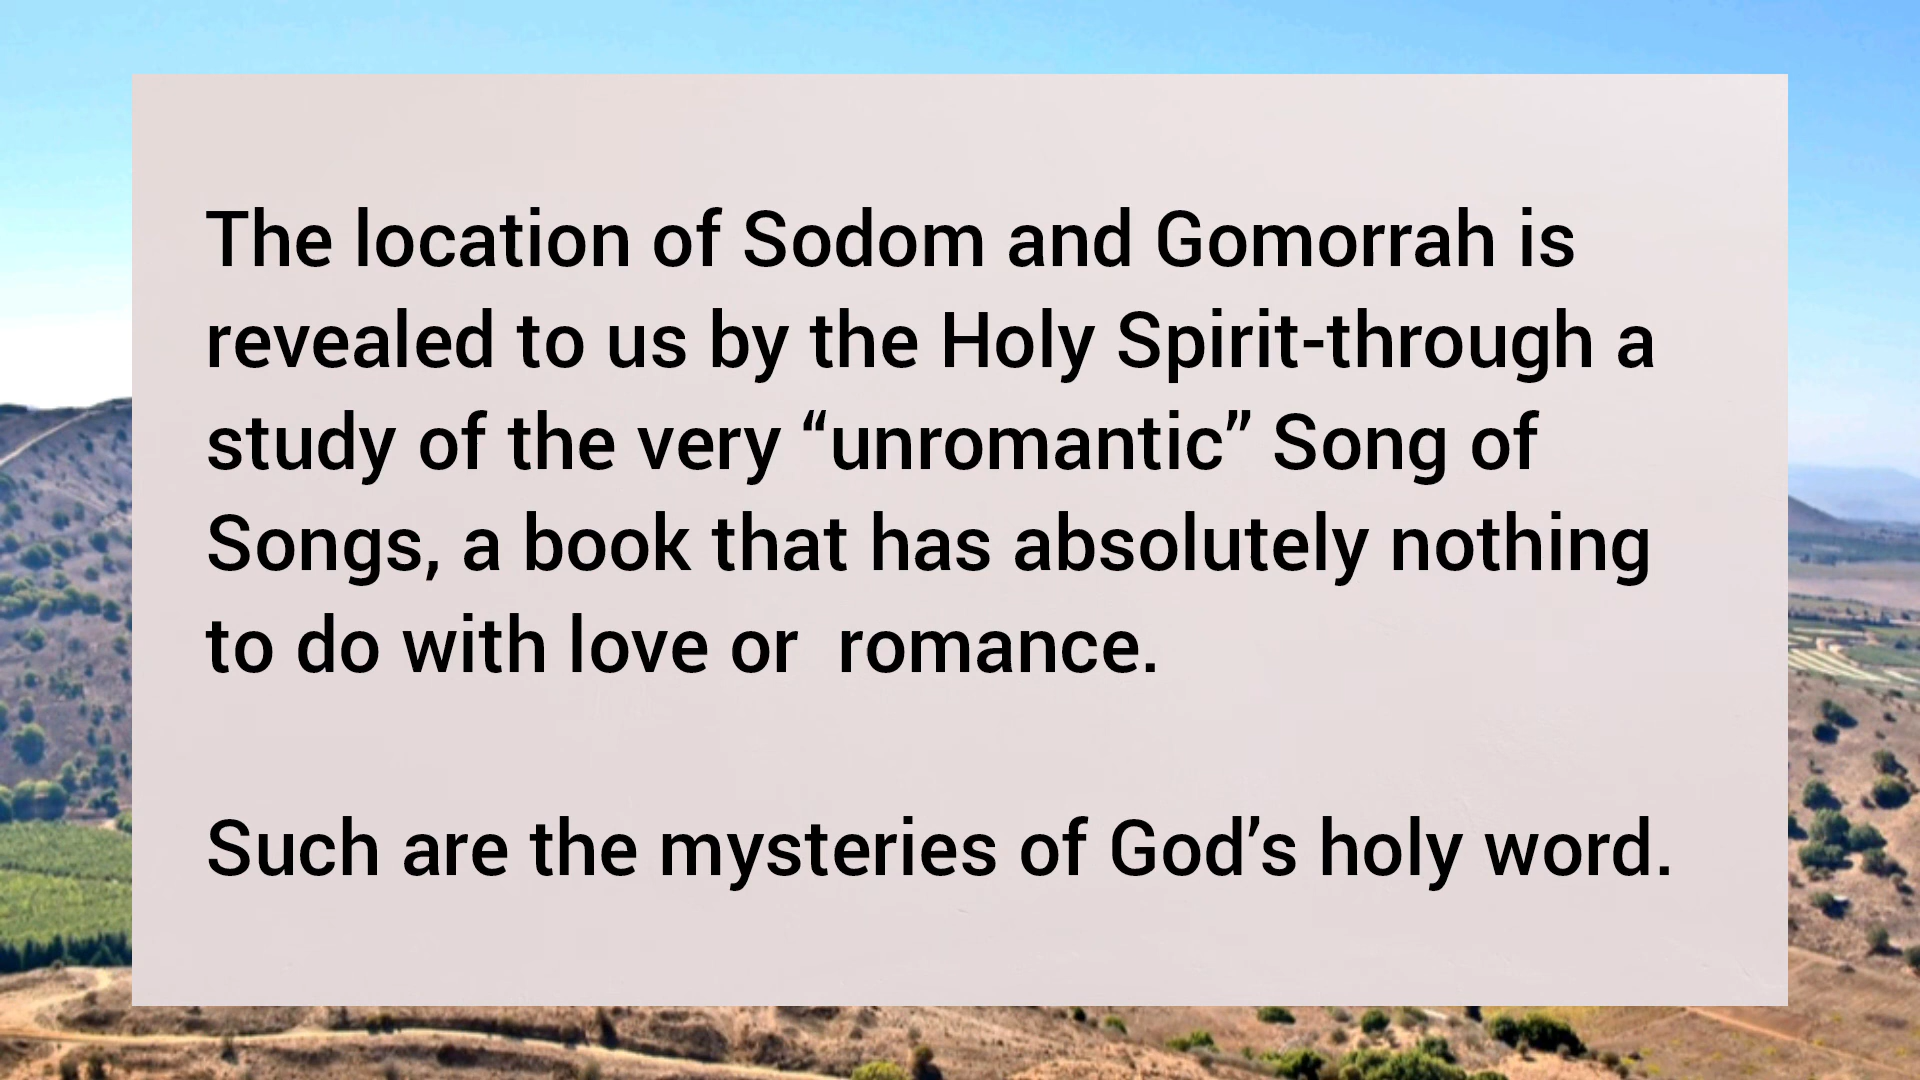 The location of Sodom and Gomorrah is
revealed to us by the Holy Spirit-through a
study of the very “unromantic” Song of
Songs, a book that has absolutely nothing
to do with love or  romance.
Such are the mysteries of God’s holy word.